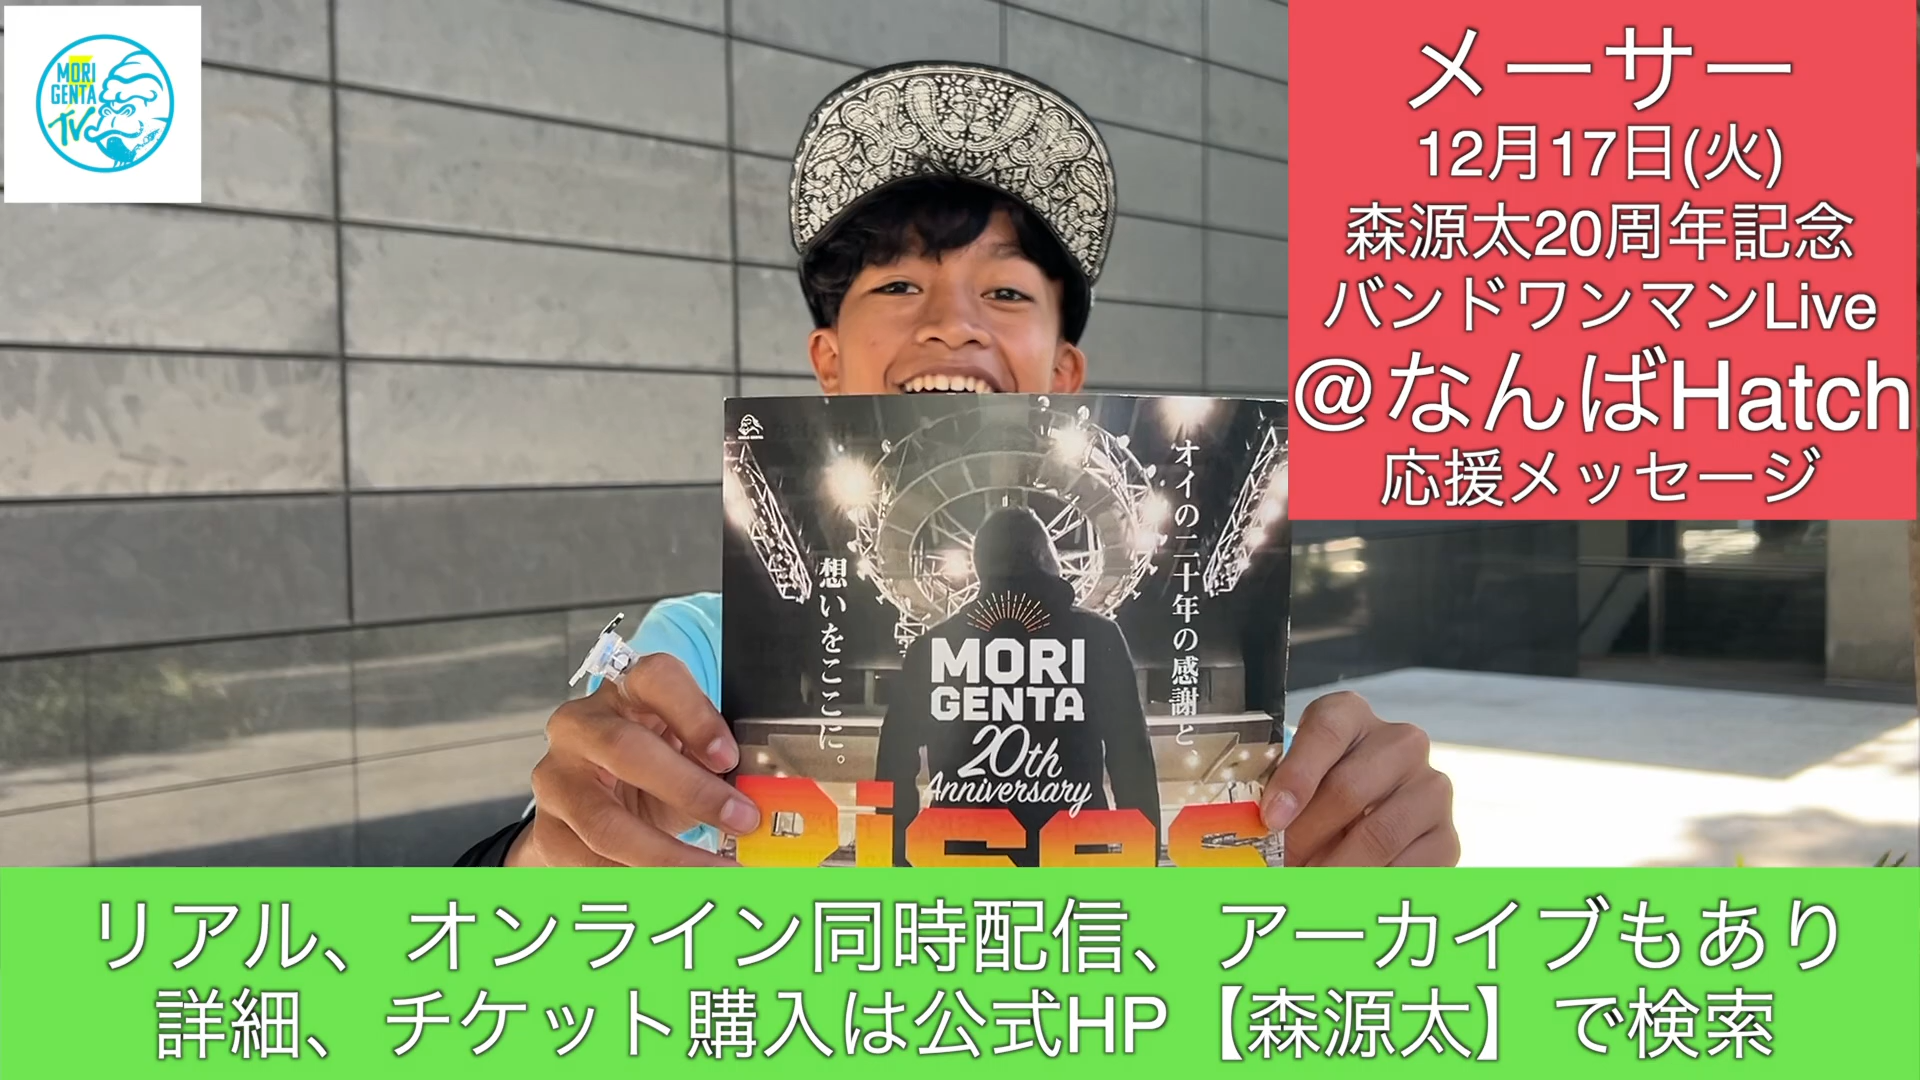 MORI
GENTA
TV
メーサー
12月17日(火)
森源太20周年記念
バンドワンマンLive
@なんばHatch
応援メッセージ
オイの二十年の感謝と、
想いをここに。
MORI
GENTA
20th
Anniversary
Rises
リアル、オンライン同時配信、アーカイブもあり
詳細、チケット購入は公式HP【森源太】で検索